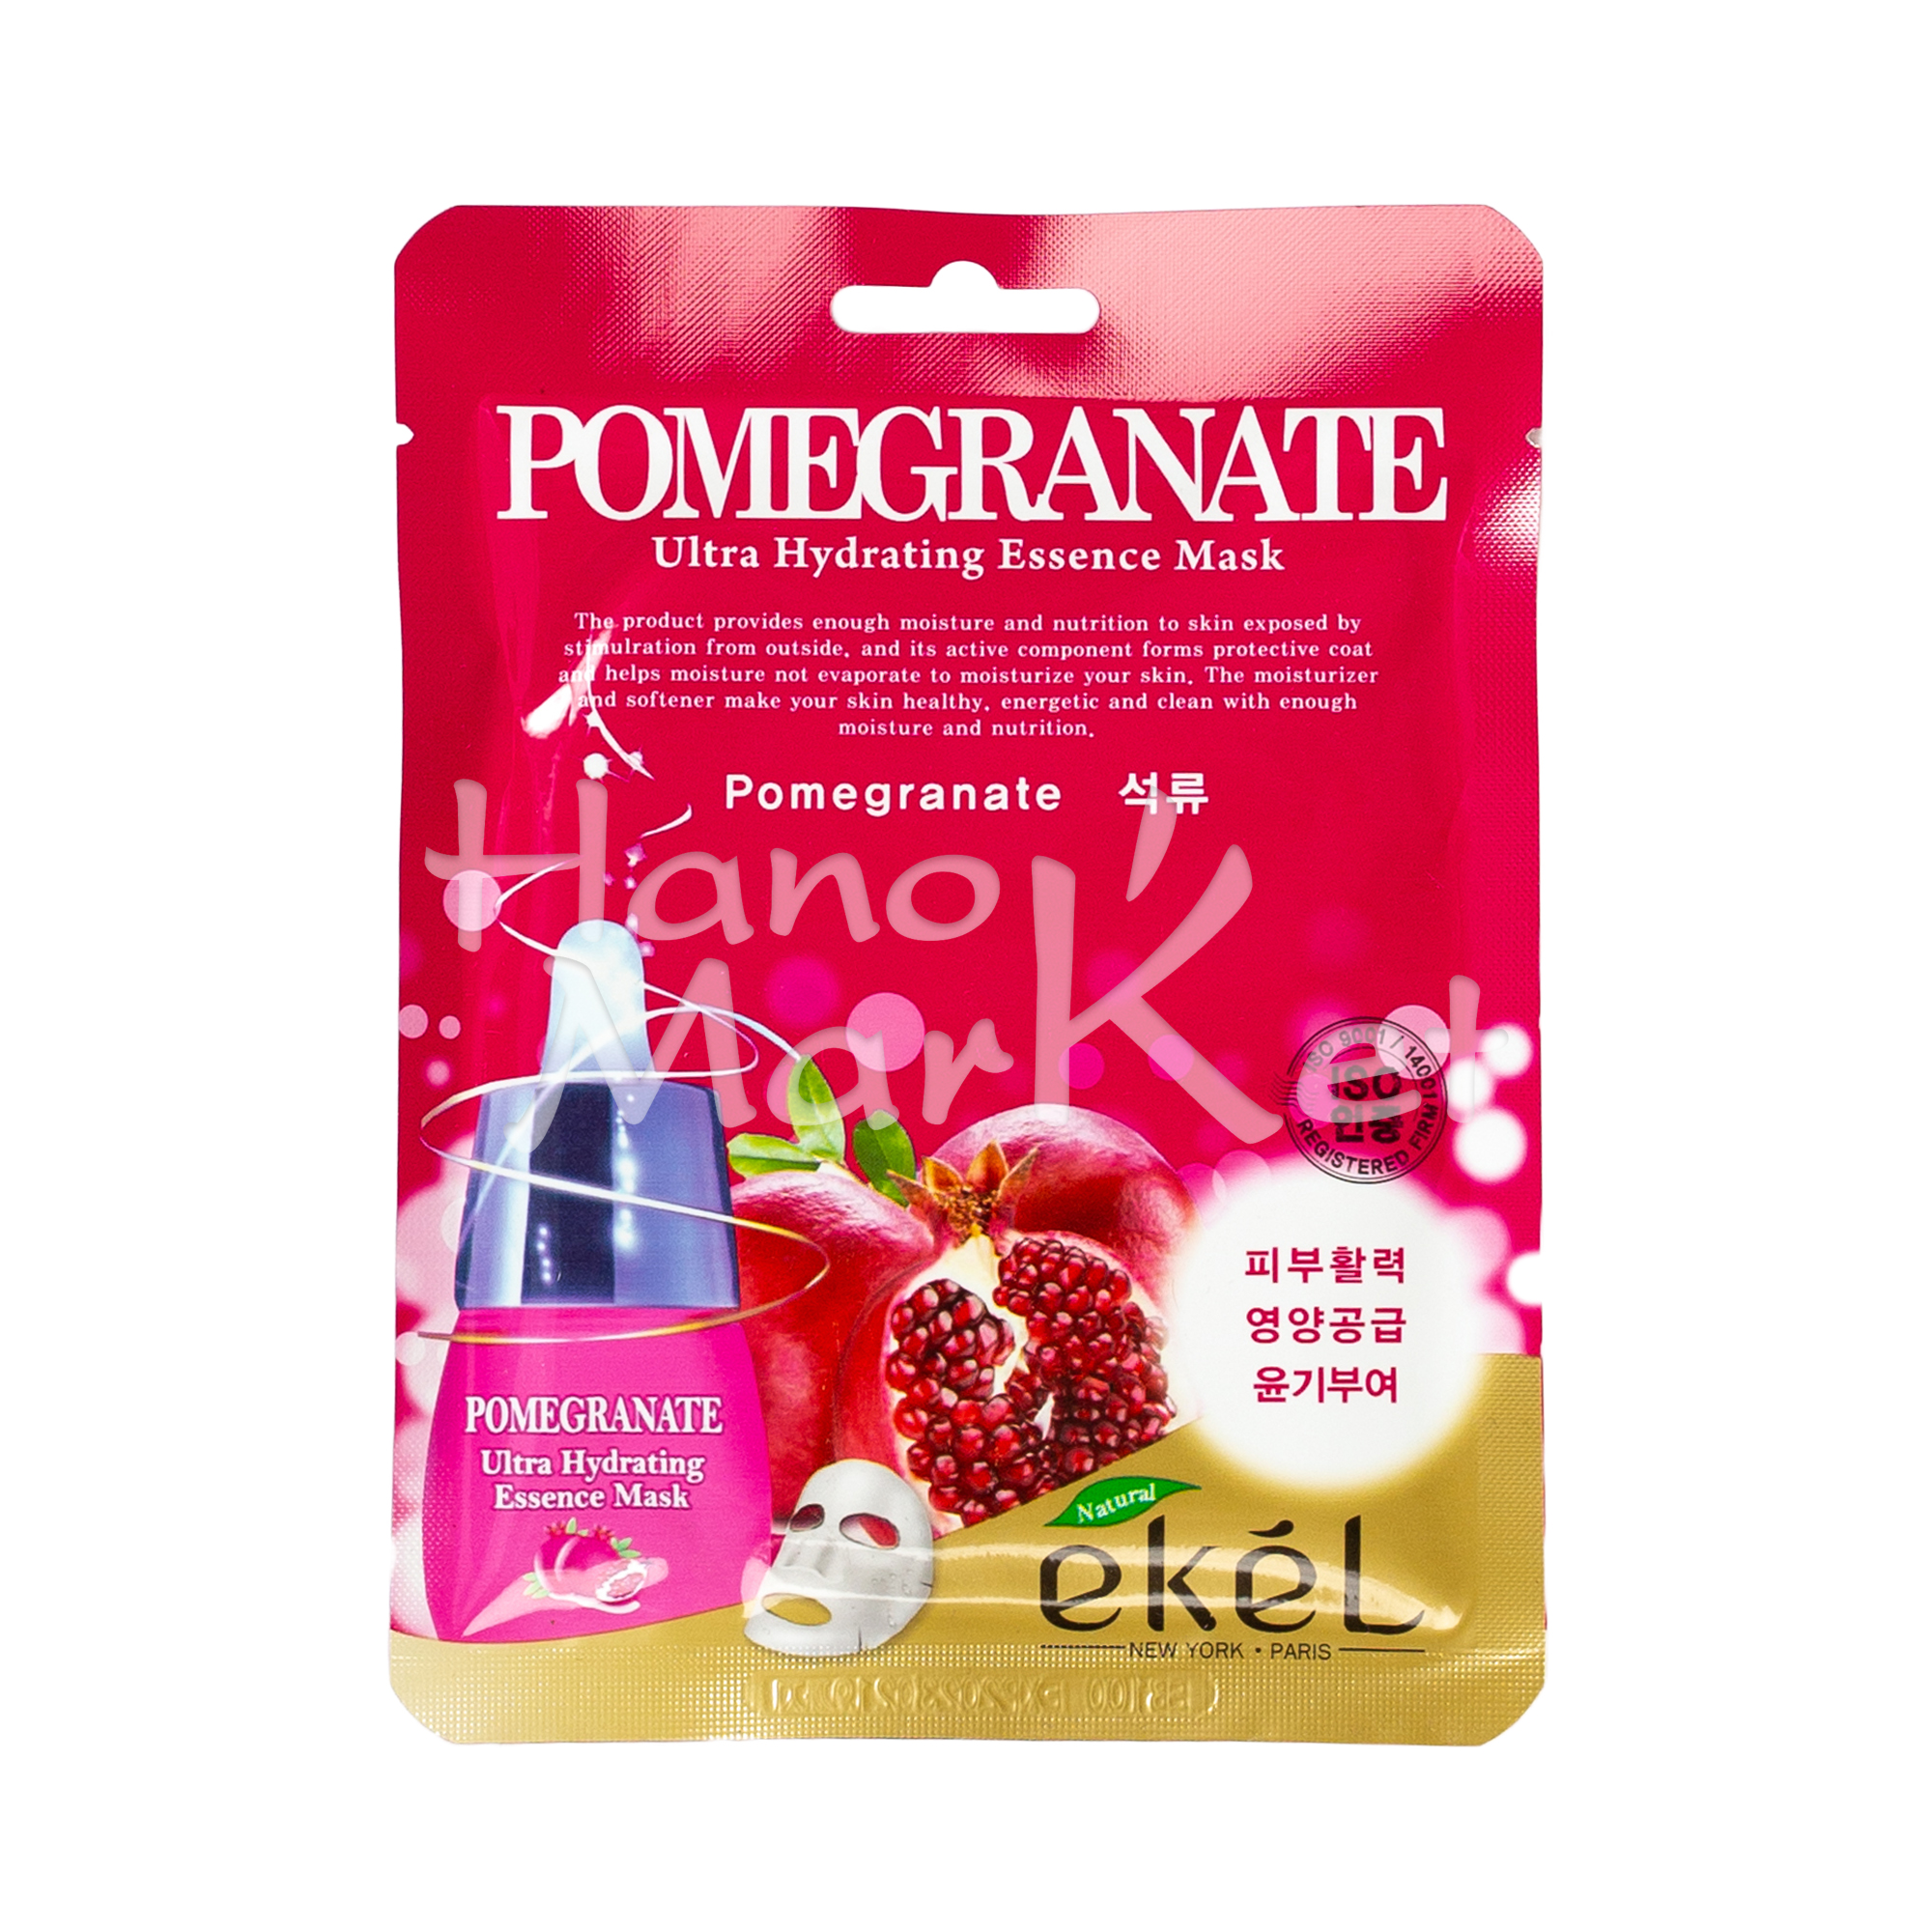 POMEGRANATE
Ultra Hydrating Essence Mask
The product provides enough moisture and nutrition to skin exposed by
stimulration from outside, and its active component forms protective coat
and helps moisture not evaporate to moisturize your skin. The moisturizer
and softener make your skin healthy, energetic and clean with enough
moisture and nutrition.
Pomegranate 석류
Hano K
Market
ISO 9001 / 14001
ISO
인증
REGISTERED FIRM
피부활력
영양공급
윤기부여
POMEGRANATE
Ultra Hydrating
Essence Mask
Natural
ekéL
NEW YORK • PARIS